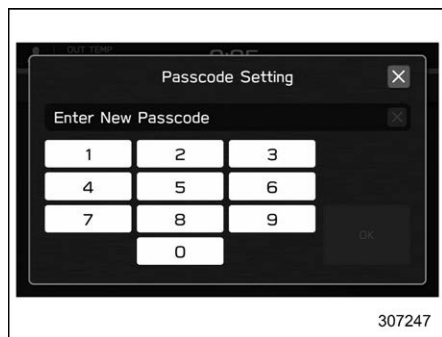 OUT TEMP
Passcode Setting
Enter New Passcode
1 2 3
4 5 6
7 8 9
OK
0
307247